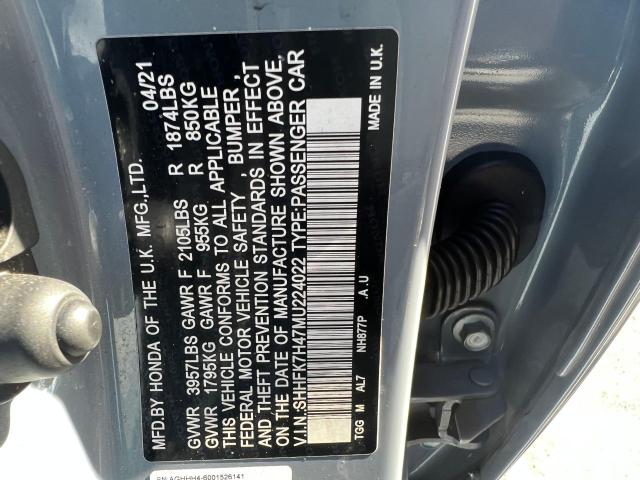 MFD.BY HONDA OF THE U.K. MFG.,LTD. 04/21
GVWR 3957LBS GAWR F 2105LBS R 1874LBS
GVWR 1795KG GAWR F 955KG R 850KG
THIS VEHICLE CONFORMS TO ALL APPLICABLE
FEDERAL MOTOR VEHICLE SAFETY , BUMPER ,
AND THEFT PREVENTION STANDARDS IN EFFECT
ON THE DATE OF MANUFACTURE SHOWN ABOVE.
V.I.N.:SHHFK7H47MU224022 TYPE:PASSENGER CAR
TGG M AL7 NH877P .A.U MADE IN U.K.
AGHHH4-6001526141